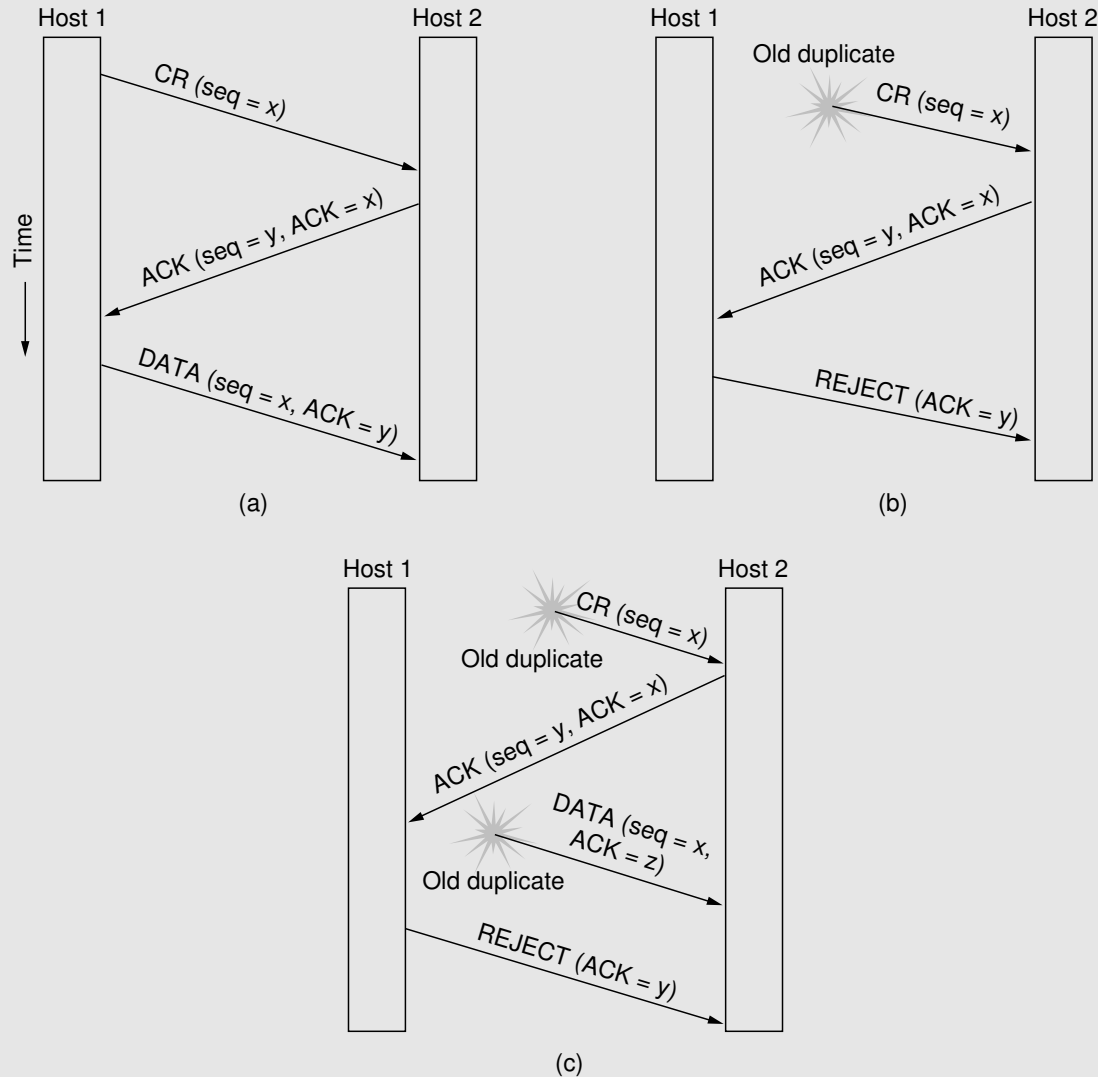 Host 1
Host 2
Time
CR (seq = x)
ACK (seq = y, ACK = x)
DATA (seq = x, ACK = y)
(a)
Host 1
Host 2
Old duplicate
CR (seq = x)
ACK (seq = y, ACK = x)
REJECT (ACK = y)
(b)
Host 1
Host 2
CR (seq = x)
Old duplicate
ACK (seq = y, ACK = x)
DATA (seq = x,
ACK = z)
Old duplicate
REJECT (ACK = y)
(c)